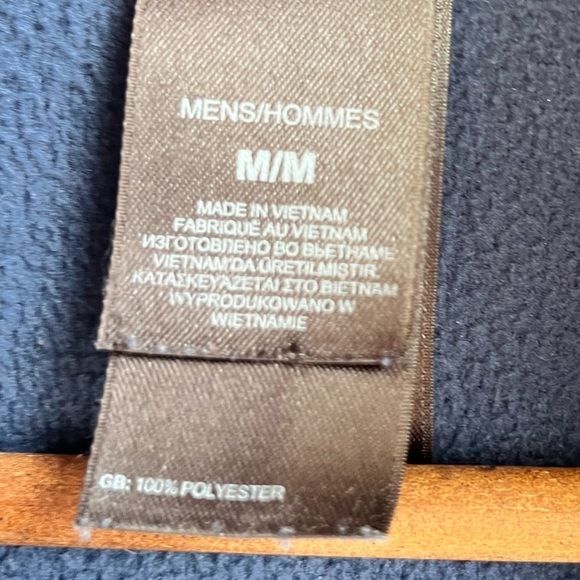 MENS/HOMMES
M/M
MADE IN VIETNAM
FABRIQUÉ AU VIETNAM
ИЗГОТОВЛЕНО ВО ВЬЕТНАМЕ
VIETNAM'DA ÜRETILMIŞTIR
ΚΑΤΑΣΚΕΥΑΖΕΤΑΙ ΣΤΟ ΒΙΕΤΝΑΜ
WYPRODUKOWANO W
WIETNAMIE
GB: 100% POLYESTER